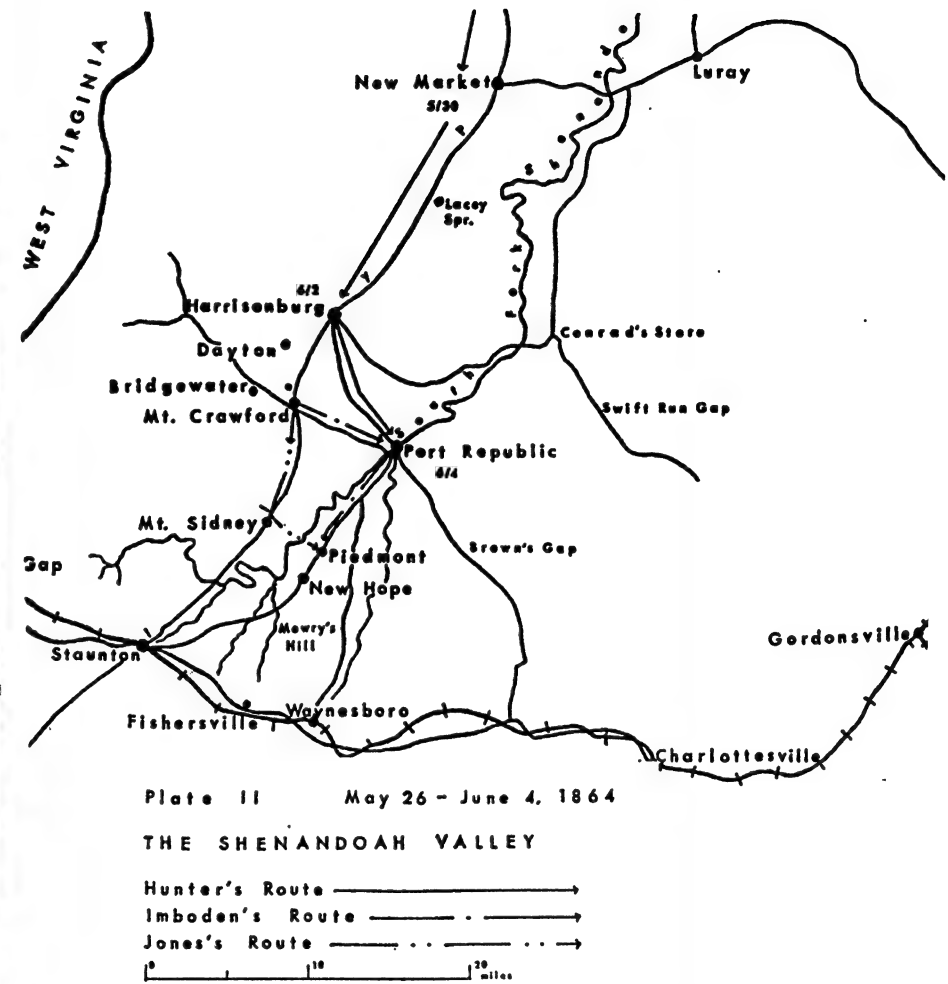 WEST VIRGINIA
New Market
5/30
Luray
Shenandoah
V P
Lacey
Spr.
6/2
Harrisonburg
Dayton
Bridgewater
Mt. Crawford
South
Fork
Conrad's Store
Swift Run Gap
Port Republic
6/4
Mt. Sidney
Piedmont
Brown's Gap
Gap
New Hope
Mowry's
Hill
Staunton
Gordonsville
Fishersville
Waynesboro
Charlottesville
Plate II May 26 - June 4, 1864
THE SHENANDOAH VALLEY
Hunter's Route
Imboden's Route
Jones's Route
0 10 20
miles